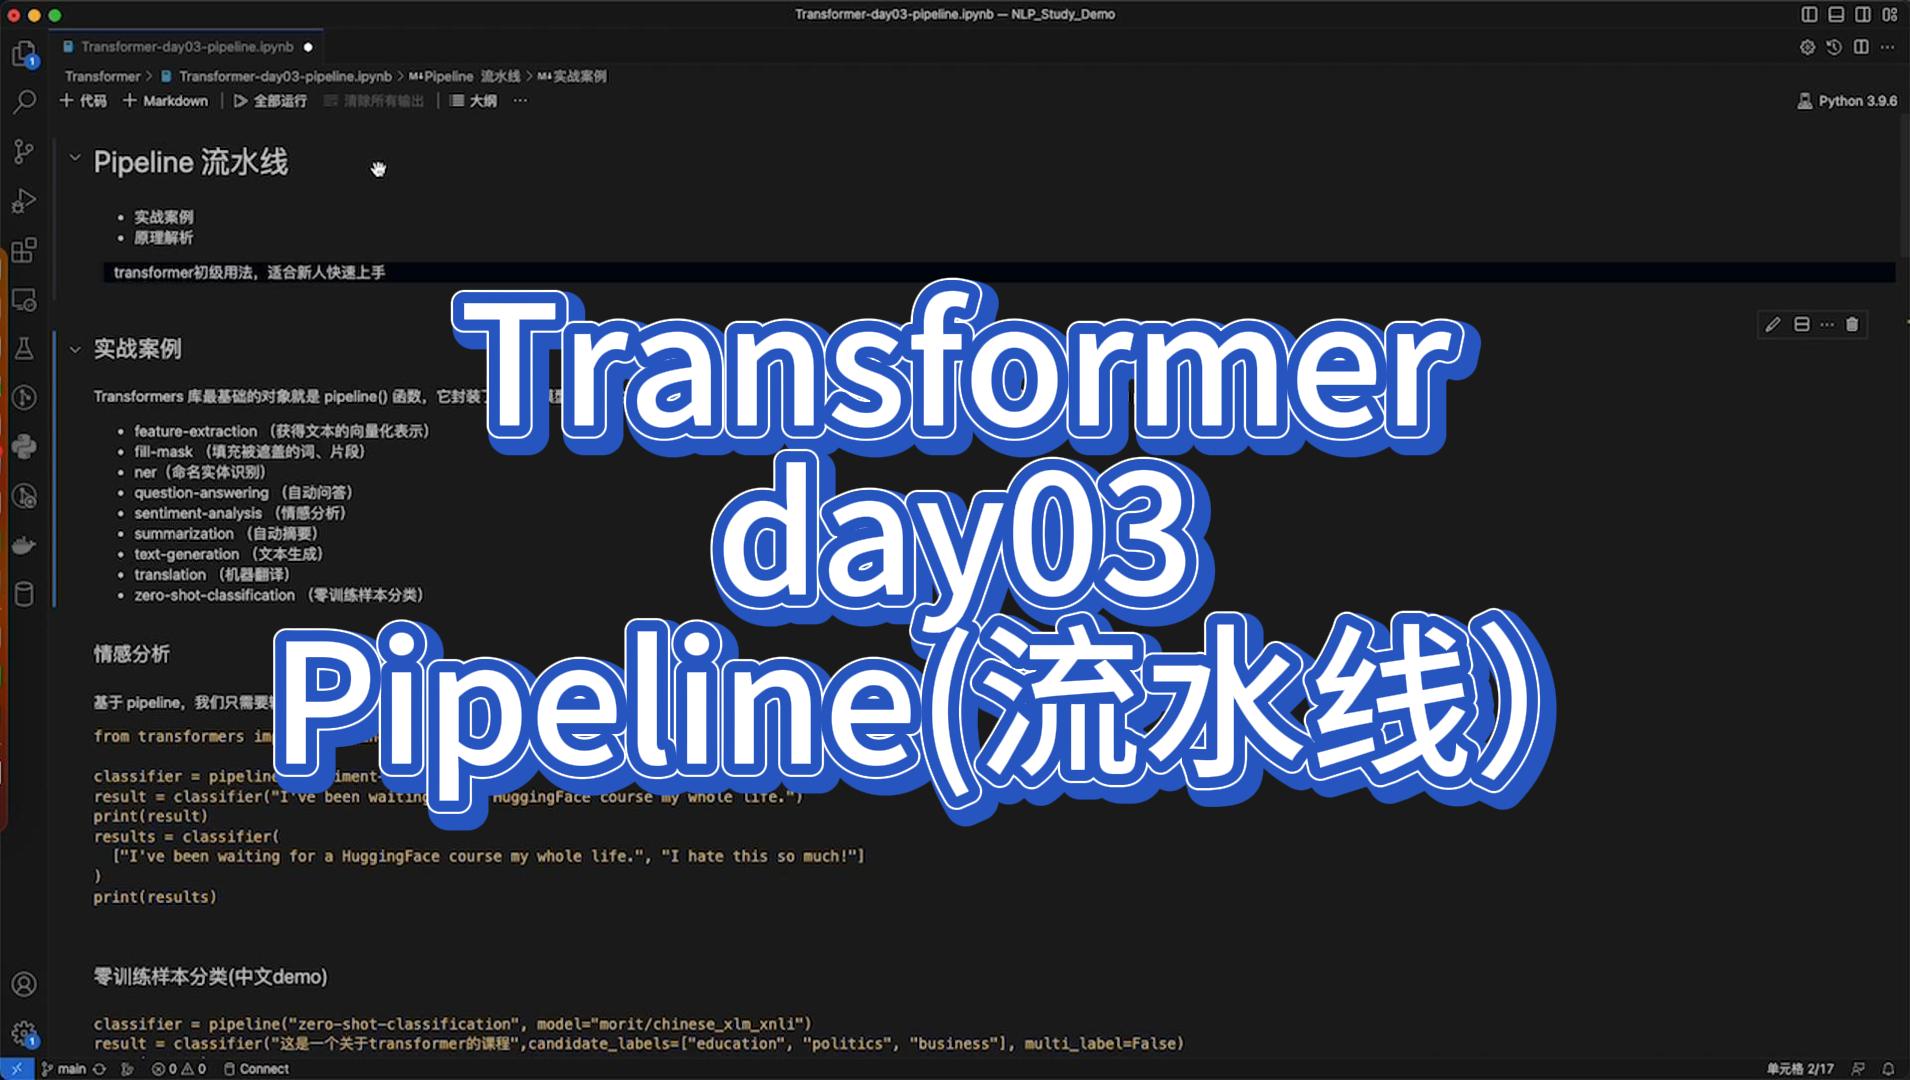 Transformer-day03-pipeline.ipynb — NLP_Study_Demo
Transformer-day03-pipeline.ipynb
Transformer > Transformer-day03-pipeline.ipynb > M↓Pipeline 流水线 > M↓实战案例
+ 代码 + Markdown 全部运行 清除所有输出 大纲 ...
Python 3.9.6
Pipeline 流水线
• 实战案例
• 原理解析
transformer初级用法，适合新人快速上手
实战案例
Transformers 库最基础的对象就是 pipeline() 函数，它封装
• feature-extraction （获得文本的向量化表示）
• fill-mask （填充被遮盖的词、片段）
• ner（命名实体识别）
• question-answering （自动问答）
• sentiment-analysis （情感分析）
• summarization （自动摘要）
• text-generation （文本生成）
• translation （机器翻译）
• zero-shot-classification （零训练样本分类）
Transformer
day03
Pipeline(流水线)
情感分析
基于 pipeline，我们只需要
from transformers
classifier = pipeline
result = classifier("I've been waiting HuggingFace course my whole life.")
print(result)
results = classifier(
["I've been waiting for a HuggingFace course my whole life.", "I hate this so much!"]
)
print(results)
零训练样本分类(中文demo)
classifier = pipeline("zero-shot-classification", model="morit/chinese_xlm_xnli")
result = classifier("这是一个关于transformer的课程",candidate_labels=["education", "politics", "business"], multi_label=False)
main 0 0 Connect
单元格 2/17
1
1